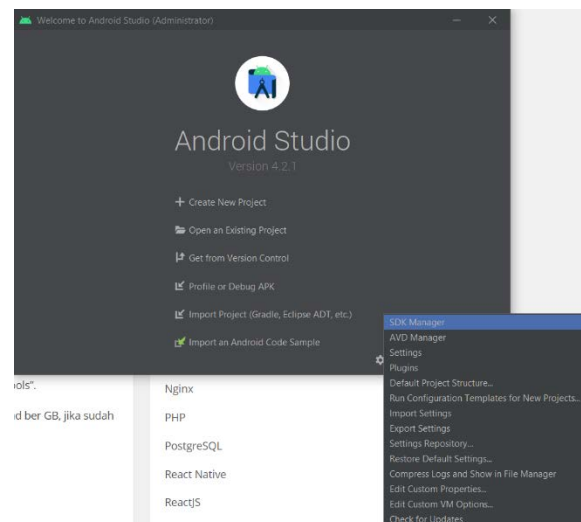 Welcome to Android Studio (Administrator)
Android Studio
Version 4.2.1
Create New Project
Open an Existing Project
Get from Version Control
Profile or Debug APK
Import Project (Gradle, Eclipse ADT, etc.)
Import an Android Code Sample
SDK Manager
AVD Manager
Settings
Plugins
Default Project Structure...
Run Configuration Templates for New Projects...
Import Settings
Export Settings
Settings Repository...
Restore Default Settings...
Compress Logs and Show in File Manager
Edit Custom Properties...
Edit Custom VM Options...
Check for Updates
ools".
d ber GB, jika sudah
Nginx
PHP
PostgreSQL
React Native
ReactJS